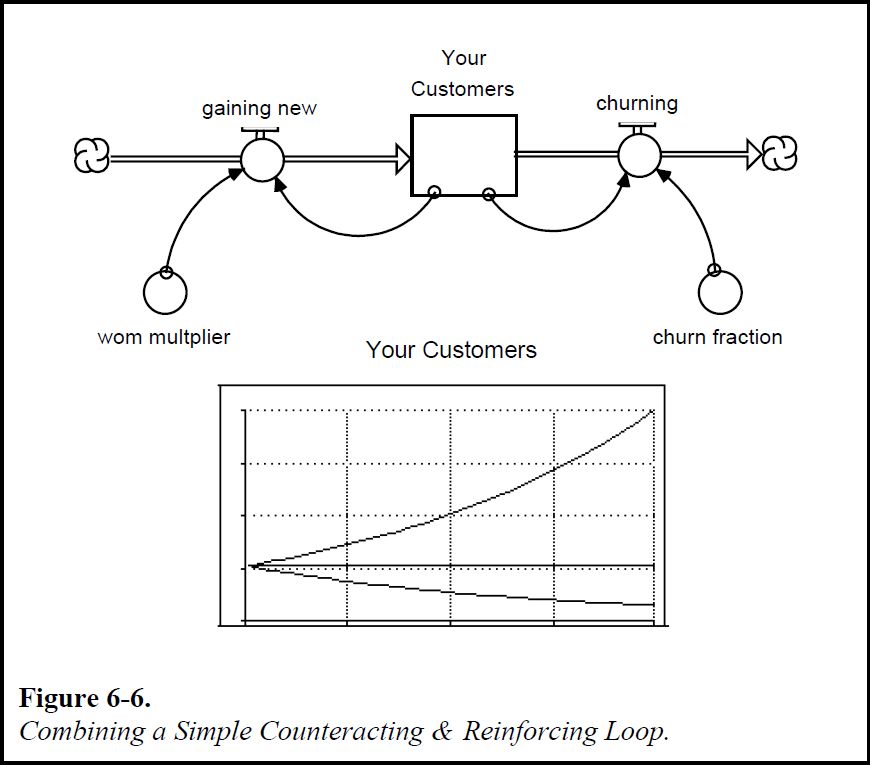 Your
Customers
gaining new
churning
wom multplier
churn fraction
Your Customers
Figure 6-6.
Combining a Simple Counteracting & Reinforcing Loop.